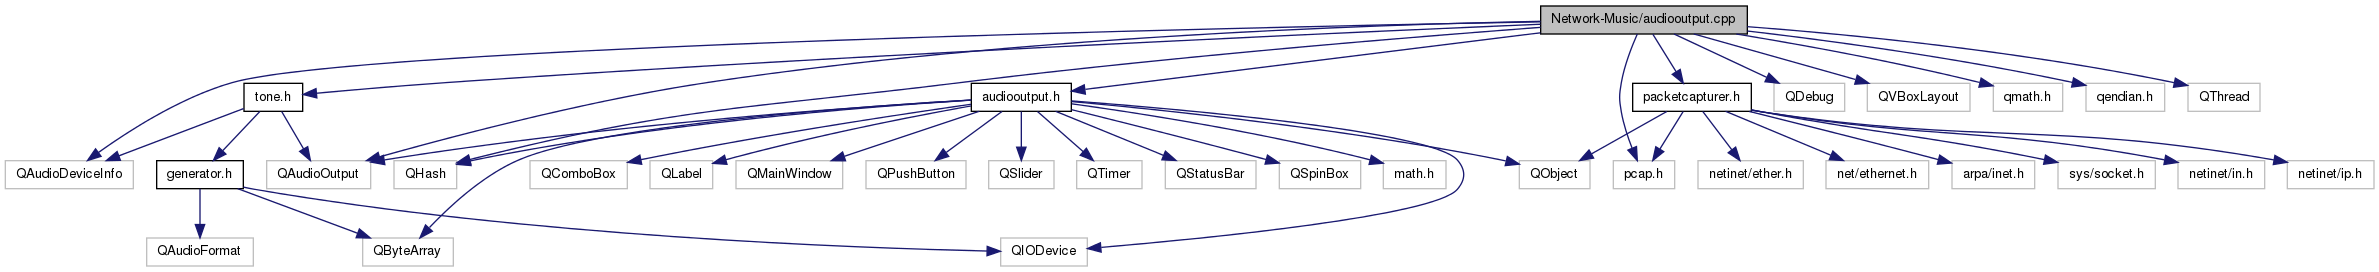 Network-Music/audiooutput.cpp
tone.h
audiooutput.h
packetcapturer.h
QDebug
QVBoxLayout
qmath.h
qendian.h
QThread
QAudioDeviceInfo
generator.h
QAudioOutput
QHash
QComboBox
QLabel
QMainWindow
QPushButton
QSlider
QTimer
QStatusBar
QSpinBox
math.h
QObject
pcap.h
netinet/ether.h
net/ethernet.h
arpa/inet.h
sys/socket.h
netinet/in.h
netinet/ip.h
QAudioFormat
QByteArray
QIODevice